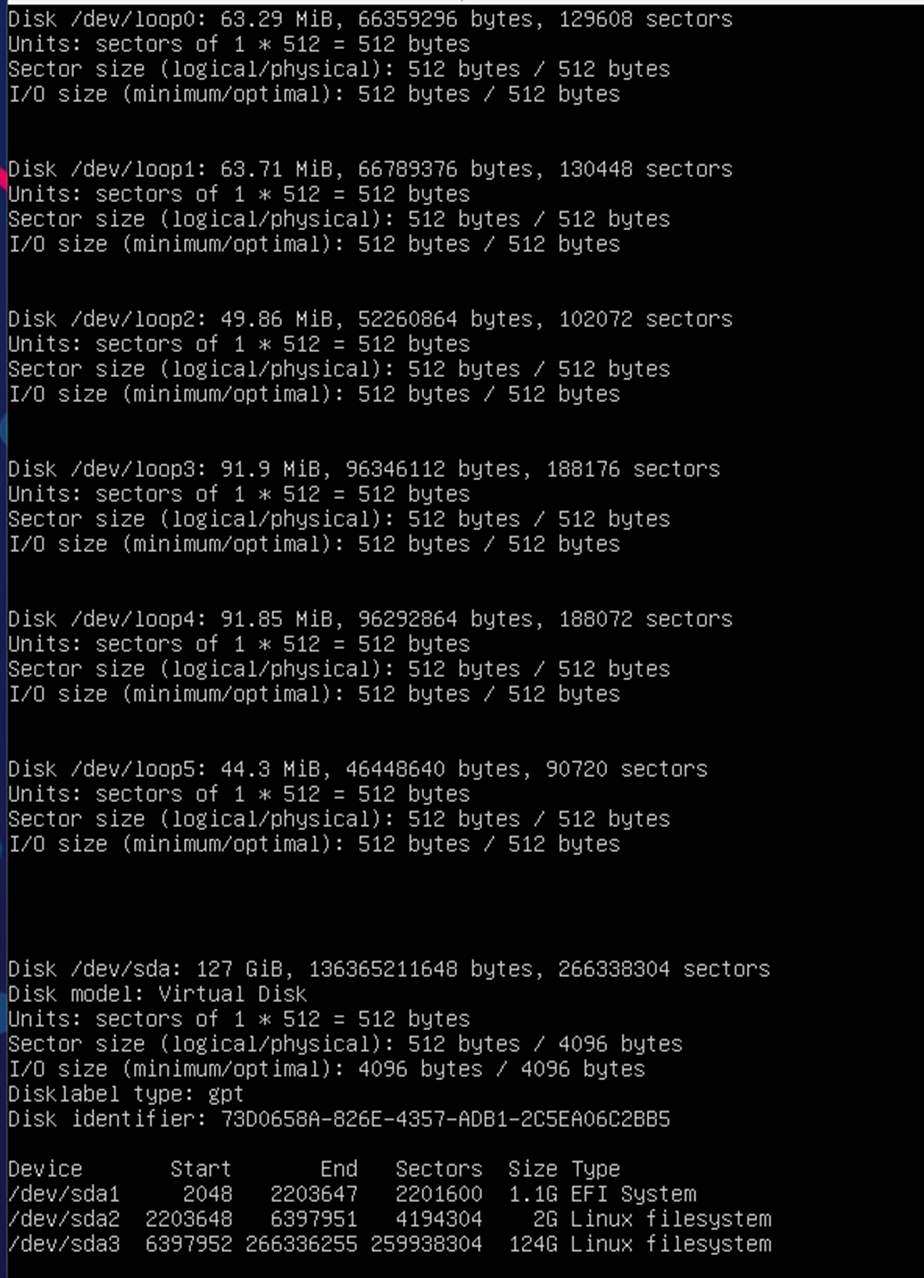 Disk /dev/loop0: 63.29 MiB, 66359296 bytes, 129608 sectors
Units: sectors of 1 * 512 = 512 bytes
Sector size (logical/physical): 512 bytes / 512 bytes
I/O size (minimum/optimal): 512 bytes / 512 bytes
Disk /dev/loop1: 63.71 MiB, 66789376 bytes, 130448 sectors
Units: sectors of 1 * 512 = 512 bytes
Sector size (logical/physical): 512 bytes / 512 bytes
I/O size (minimum/optimal): 512 bytes / 512 bytes
Disk /dev/loop2: 49.86 MiB, 52260864 bytes, 102072 sectors
Units: sectors of 1 * 512 = 512 bytes
Sector size (logical/physical): 512 bytes / 512 bytes
I/O size (minimum/optimal): 512 bytes / 512 bytes
Disk /dev/loop3: 91.9 MiB, 96346112 bytes, 188176 sectors
Units: sectors of 1 * 512 = 512 bytes
Sector size (logical/physical): 512 bytes / 512 bytes
I/O size (minimum/optimal): 512 bytes / 512 bytes
Disk /dev/loop4: 91.85 MiB, 96292864 bytes, 188072 sectors
Units: sectors of 1 * 512 = 512 bytes
Sector size (logical/physical): 512 bytes / 512 bytes
I/O size (minimum/optimal): 512 bytes / 512 bytes
Disk /dev/loop5: 44.3 MiB, 46448640 bytes, 90720 sectors
Units: sectors of 1 * 512 = 512 bytes
Sector size (logical/physical): 512 bytes / 512 bytes
I/O size (minimum/optimal): 512 bytes / 512 bytes
Disk /dev/sda: 127 GiB, 136365211648 bytes, 266338304 sectors
Disk model: Virtual Disk
Units: sectors of 1 * 512 = 512 bytes
Sector size (logical/physical): 512 bytes / 4096 bytes
I/O size (minimum/optimal): 4096 bytes / 4096 bytes
Disklabel type: gpt
Disk identifier: 73D0658A-826E-4357-ADB1-2C5EA06C2BB5
Device Start End Sectors Size Type
/dev/sda1 2048 2203647 2201600 1.1G EFI System
/dev/sda2 2203648 6397951 4194304 2G Linux filesystem
/dev/sda3 6397952 266336255 259938304 124G Linux filesystem